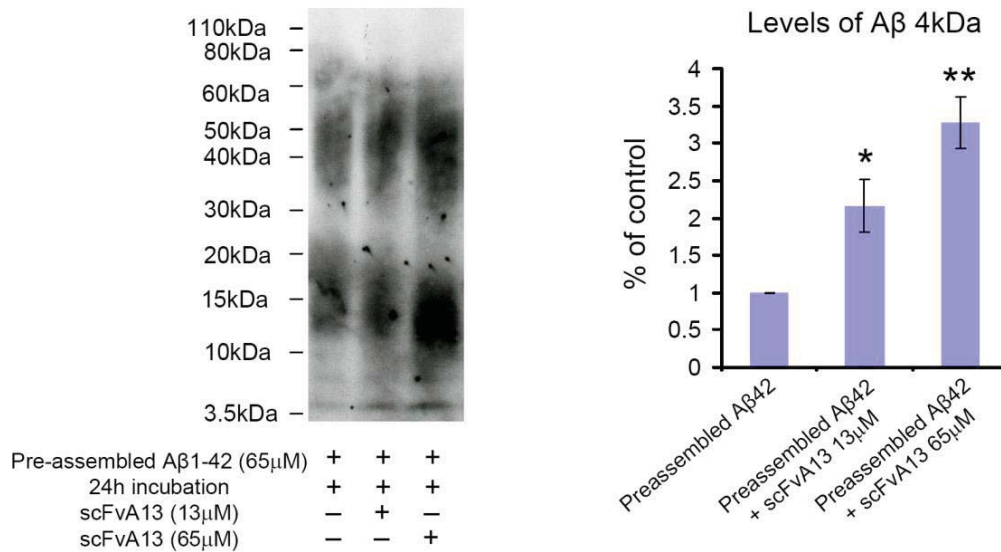 110kDa –
80kDa –
60kDa –
50kDa –
40kDa –
30kDa –
20kDa –
15kDa –
10kDa –
3.5kDa –
Pre-assembled Aβ1-42 (65μM) + + +
24h incubation + + +
scFvA13 (13μM) – + –
scFvA13 (65μM) – – +
Levels of Aβ 4kDa
% of control
4
3.5
3
2.5
2
1.5
1
0.5
0
*
**
Preassembled Aβ42
Preassembled Aβ42
+ scFvA13 13μM
Preassembled Aβ42
+ scFvA13 65μM